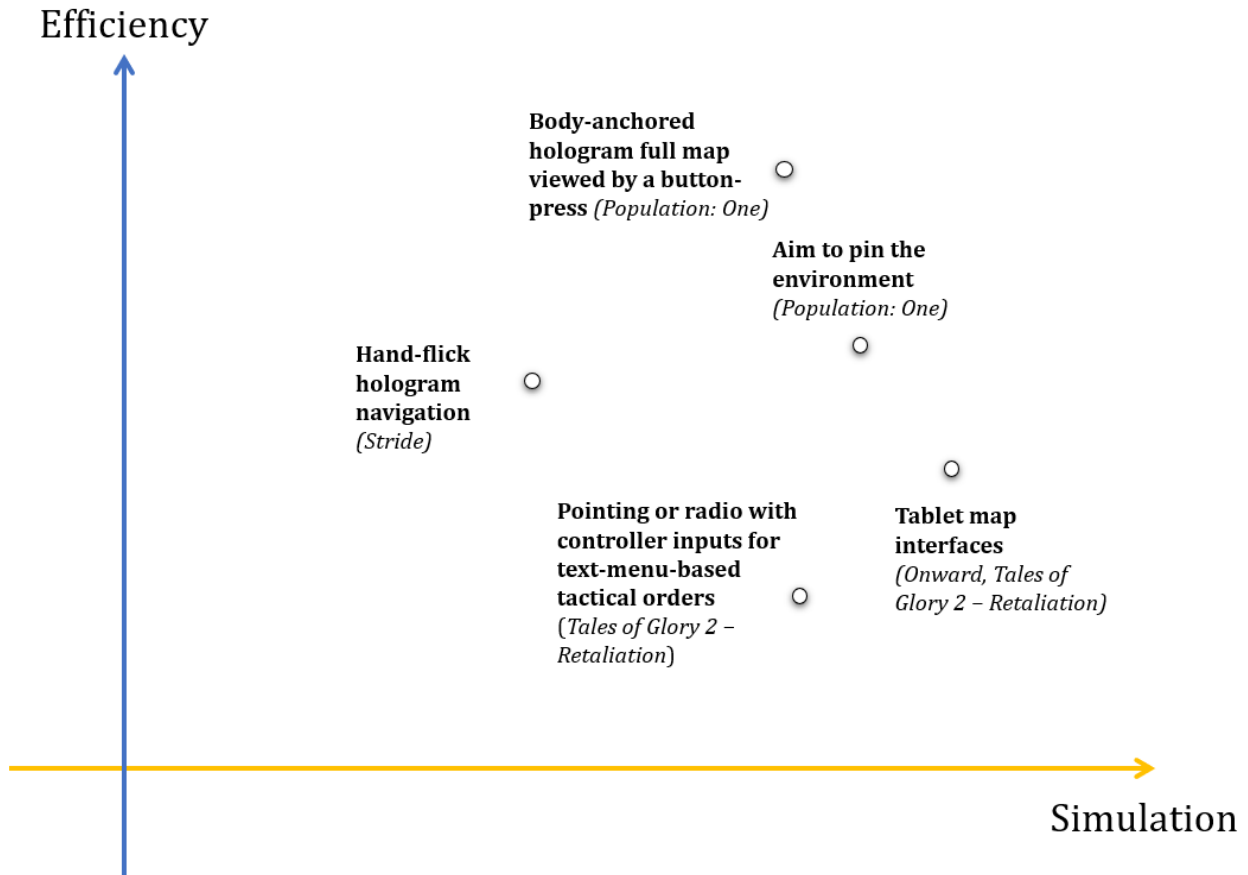 Efficiency
Body-anchored
hologram full map
viewed by a button-
press (Population: One)
Aim to pin the
environment
(Population: One)
Hand-flick
hologram
navigation
(Stride)
Pointing or radio with
controller inputs for
text-menu-based
tactical orders
(Tales of Glory 2 –
Retaliation)
Tablet map
interfaces
(Onward, Tales of
Glory 2 – Retaliation)
Simulation